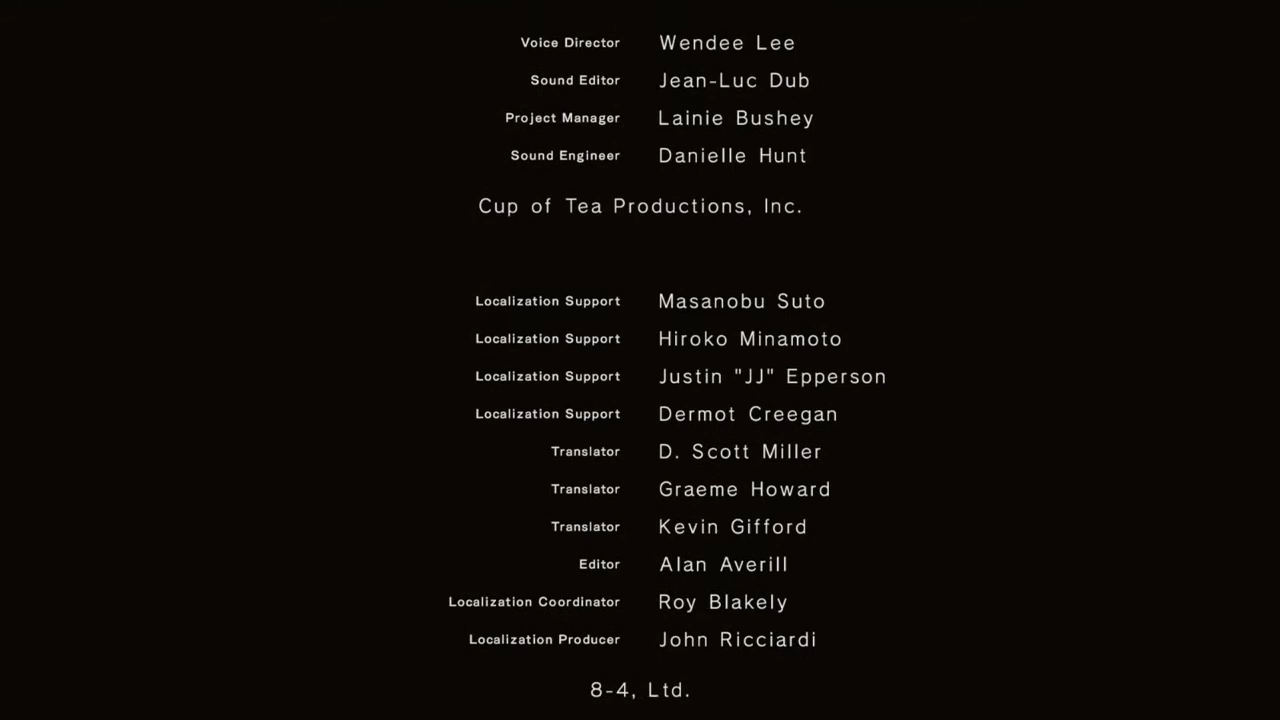 Voice Director Wendee Lee
Sound Editor Jean-Luc Dub
Project Manager Lainie Bushey
Sound Engineer Danielle Hunt
Cup of Tea Productions, Inc.
Localization Support Masanobu Suto
Localization Support Hiroko Minamoto
Localization Support Justin "JJ" Epperson
Localization Support Dermot Creegan
Translator D. Scott Miller
Translator Graeme Howard
Translator Kevin Gifford
Editor Alan Averill
Localization Coordinator Roy Blakely
Localization Producer John Ricciardi
8-4, Ltd.